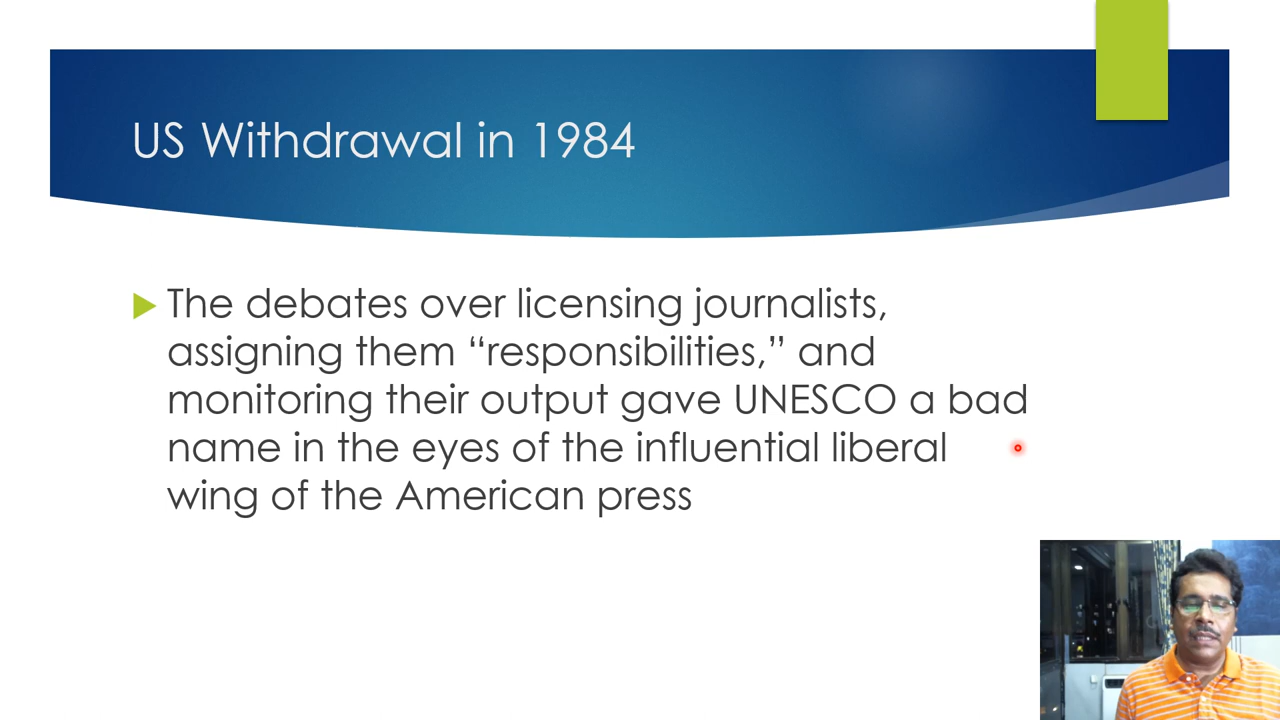 US Withdrawal in 1984
The debates over licensing journalists,
assigning them “responsibilities,” and
monitoring their output gave UNESCO a bad
name in the eyes of the influential liberal
wing of the American press